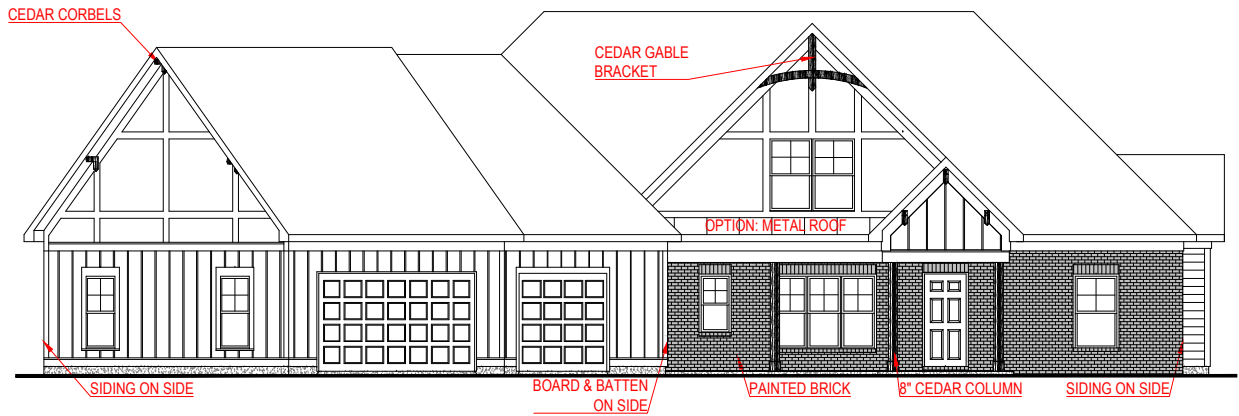 CEDAR CORBELS
CEDAR GABLE
BRACKET
OPTION: METAL ROOF
SIDING ON SIDE
BOARD & BATTEN
ON SIDE
PAINTED BRICK
8" CEDAR COLUMN
SIDING ON SIDE